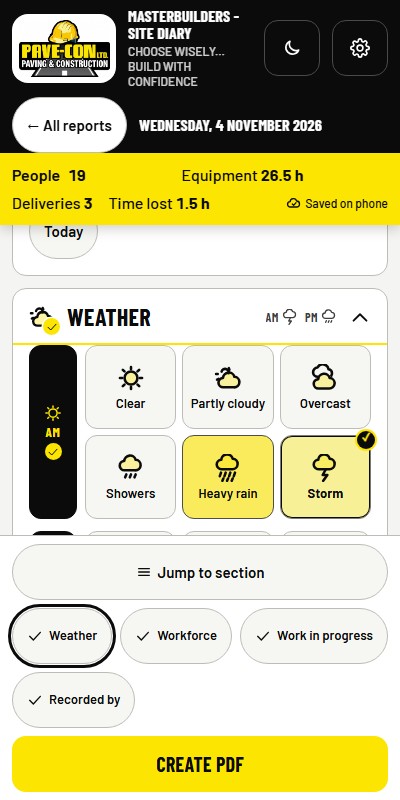 PAVE-CON LTD.
PAVING & CONSTRUCTION
MASTERBUILDERS -
SITE DIARY
CHOOSE WISELY...
BUILD WITH
CONFIDENCE
← All reports
WEDNESDAY, 4 NOVEMBER 2026
People 19
Equipment 26.5 h
Deliveries 3
Time lost 1.5 h
Saved on phone
Today
WEATHER
AM
PM
AM
Clear
Partly cloudy
Overcast
Showers
Heavy rain
Storm
Jump to section
Weather
Workforce
Work in progress
Recorded by
CREATE PDF